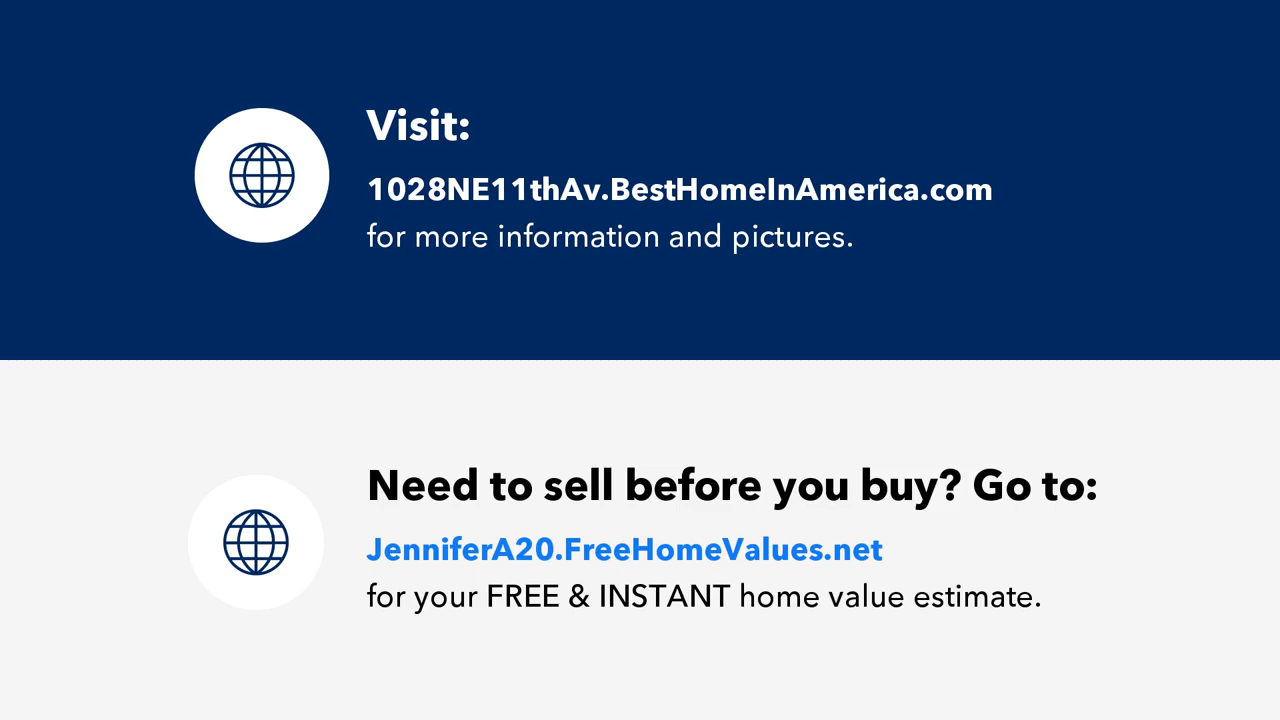 Visit:
1028NE11thAv.BestHomeInAmerica.com
for more information and pictures.
Need to sell before you buy? Go to:
JenniferA20.FreeHomeValues.net
for your FREE & INSTANT home value estimate.